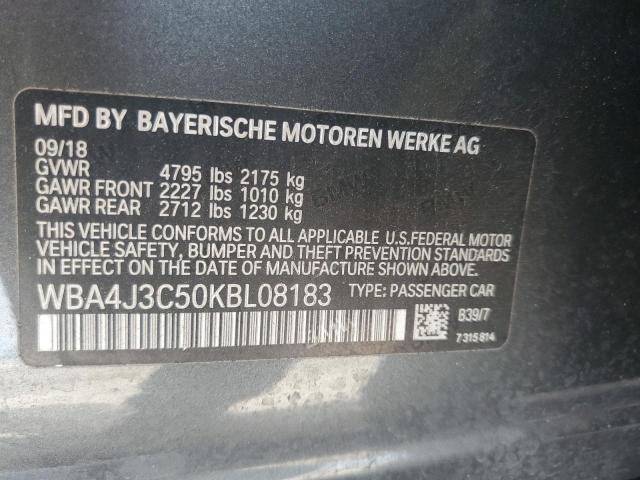 MFD BY BAYERISCHE MOTOREN WERKE AG
09/18
GVWR 4795 lbs 2175 kg
GAWR FRONT 2227 lbs 1010 kg
GAWR REAR 2712 lbs 1230 kg
THIS VEHICLE CONFORMS TO ALL APPLICABLE U.S.FEDERAL MOTOR
VEHICLE SAFETY, BUMPER AND THEFT PREVENTION STANDARDS
IN EFFECT ON THE DATE OF MANUFACTURE SHOWN ABOVE.
WBA4J3C50KBL08183 TYPE: PASSENGER CAR
B39/7
7315814